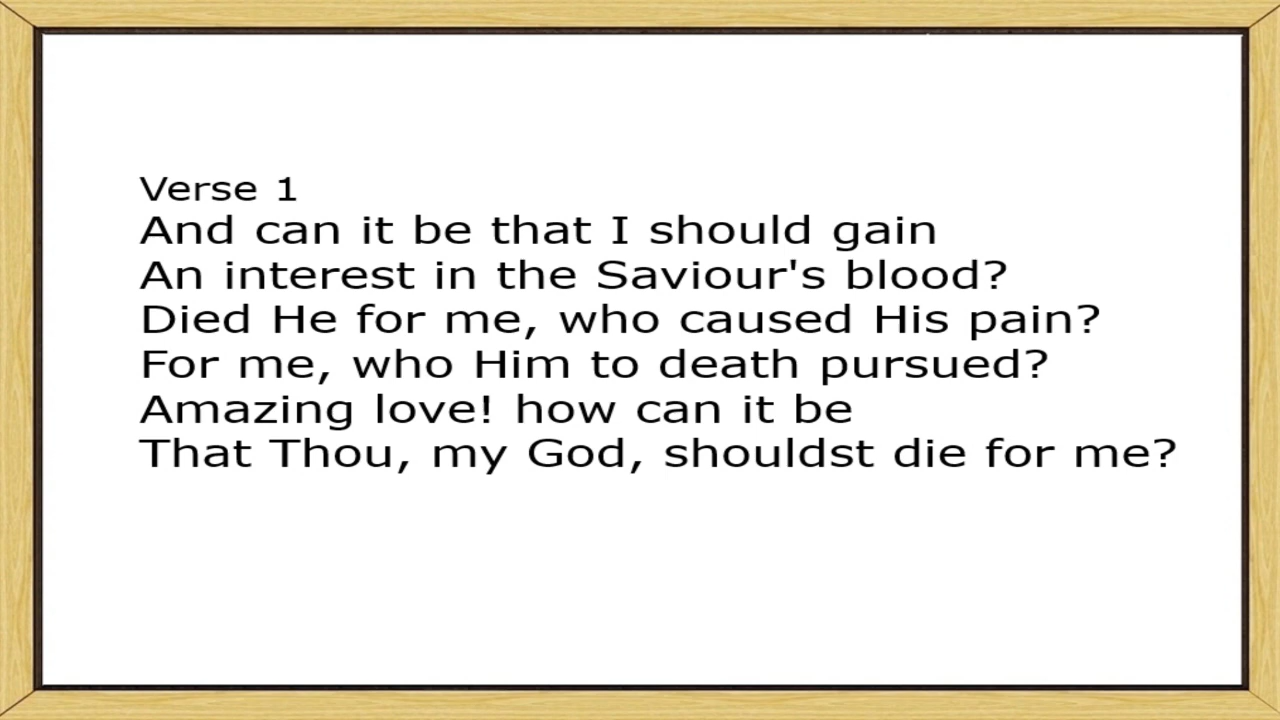 Verse 1
And can it be that I should gain
An interest in the Saviour's blood?
Died He for me, who caused His pain?
For me, who Him to death pursued?
Amazing love! how can it be
That Thou, my God, shouldst die for me?